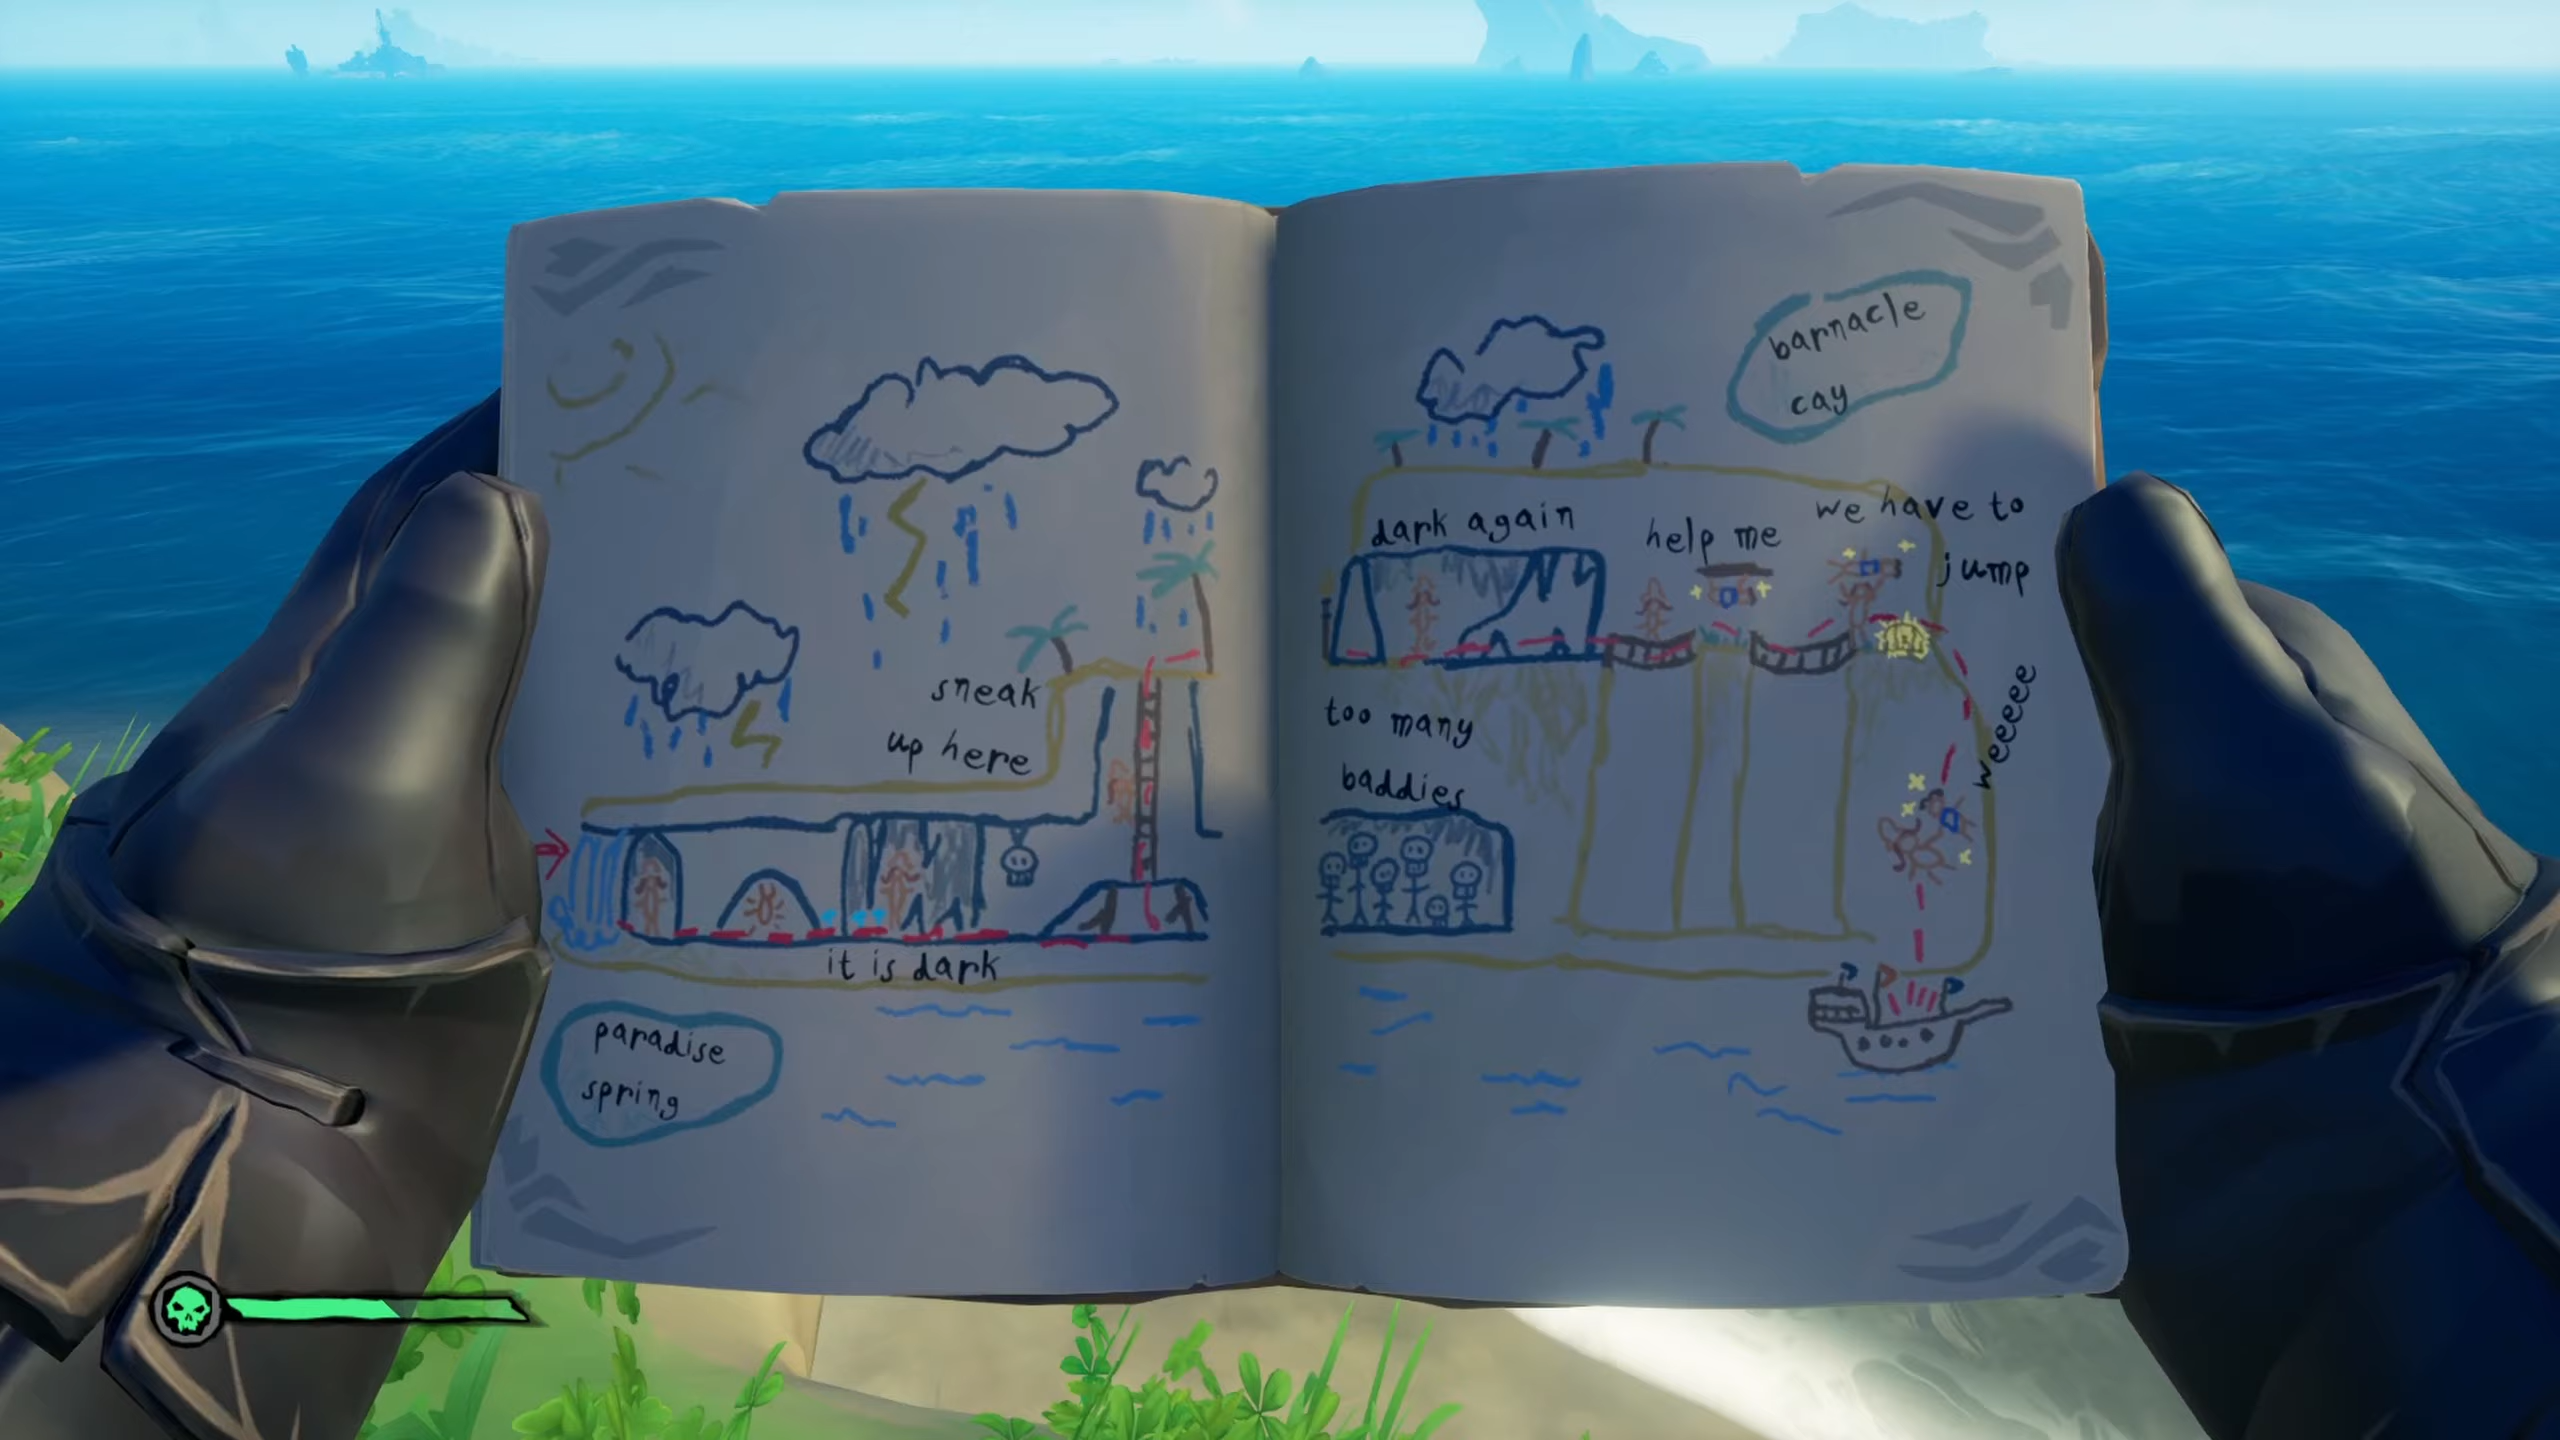 sneak
up here
it is dark
paradise
spring
barnacle
cay
dark again
help me
we have to
jump
too many
baddies
weeeee